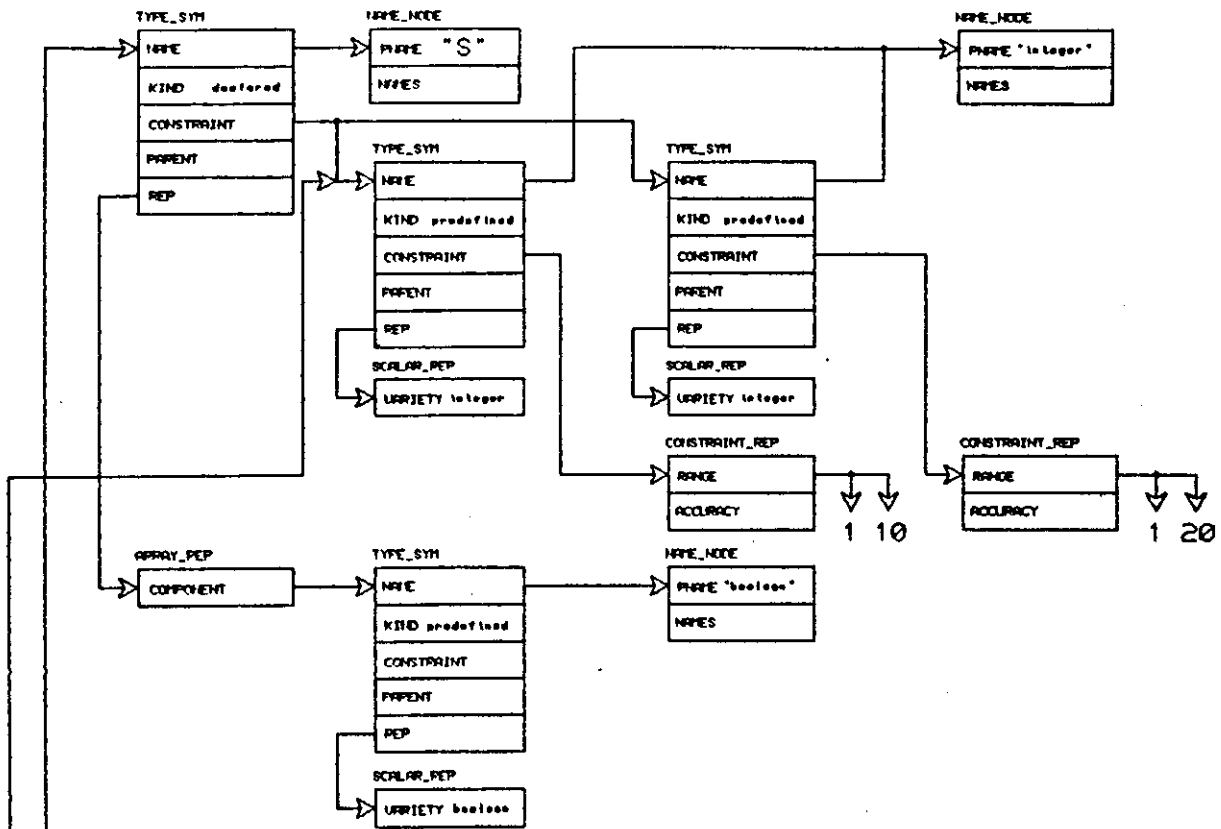 TYPE_SYM
NAME
KIND declared
CONSTRAINT
PARENT
REP
NAME_NODE
PNAME "S"
NAMES
NAME_NODE
PNAME "integer"
NAMES
TYPE_SYM
NAME
KIND predefined
CONSTRAINT
PARENT
REP
SCALAR_REP
VARIETY integer
TYPE_SYM
NAME
KIND predefined
CONSTRAINT
PARENT
REP
SCALAR_REP
VARIETY integer
CONSTRAINT_REP
RANGE
ACCURACY
1 10
CONSTRAINT_REP
RANGE
ACCURACY
1 20
ARRAY_REP
COMPONENT
TYPE_SYM
NAME
KIND predefined
CONSTRAINT
PARENT
REP
NAME_NODE
PNAME "boolean"
NAMES
SCALAR_REP
VARIETY boolean